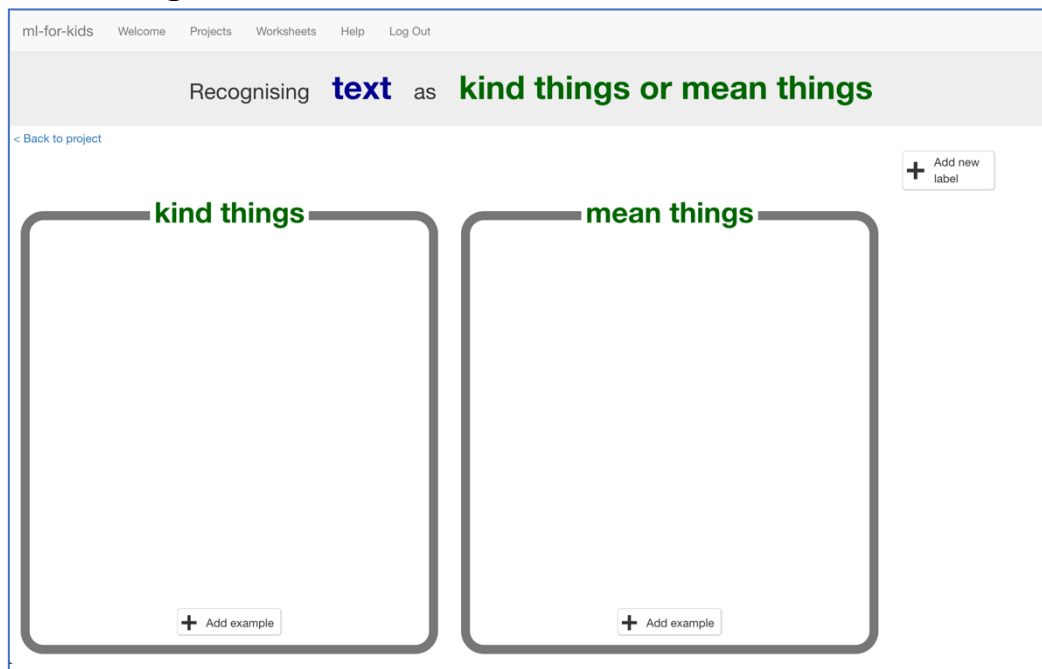 ml-for-kids Welcome Projects Worksheets Help Log Out
Recognising text as kind things or mean things
< Back to project
Add new
label
kind things
mean things
Add example
Add example